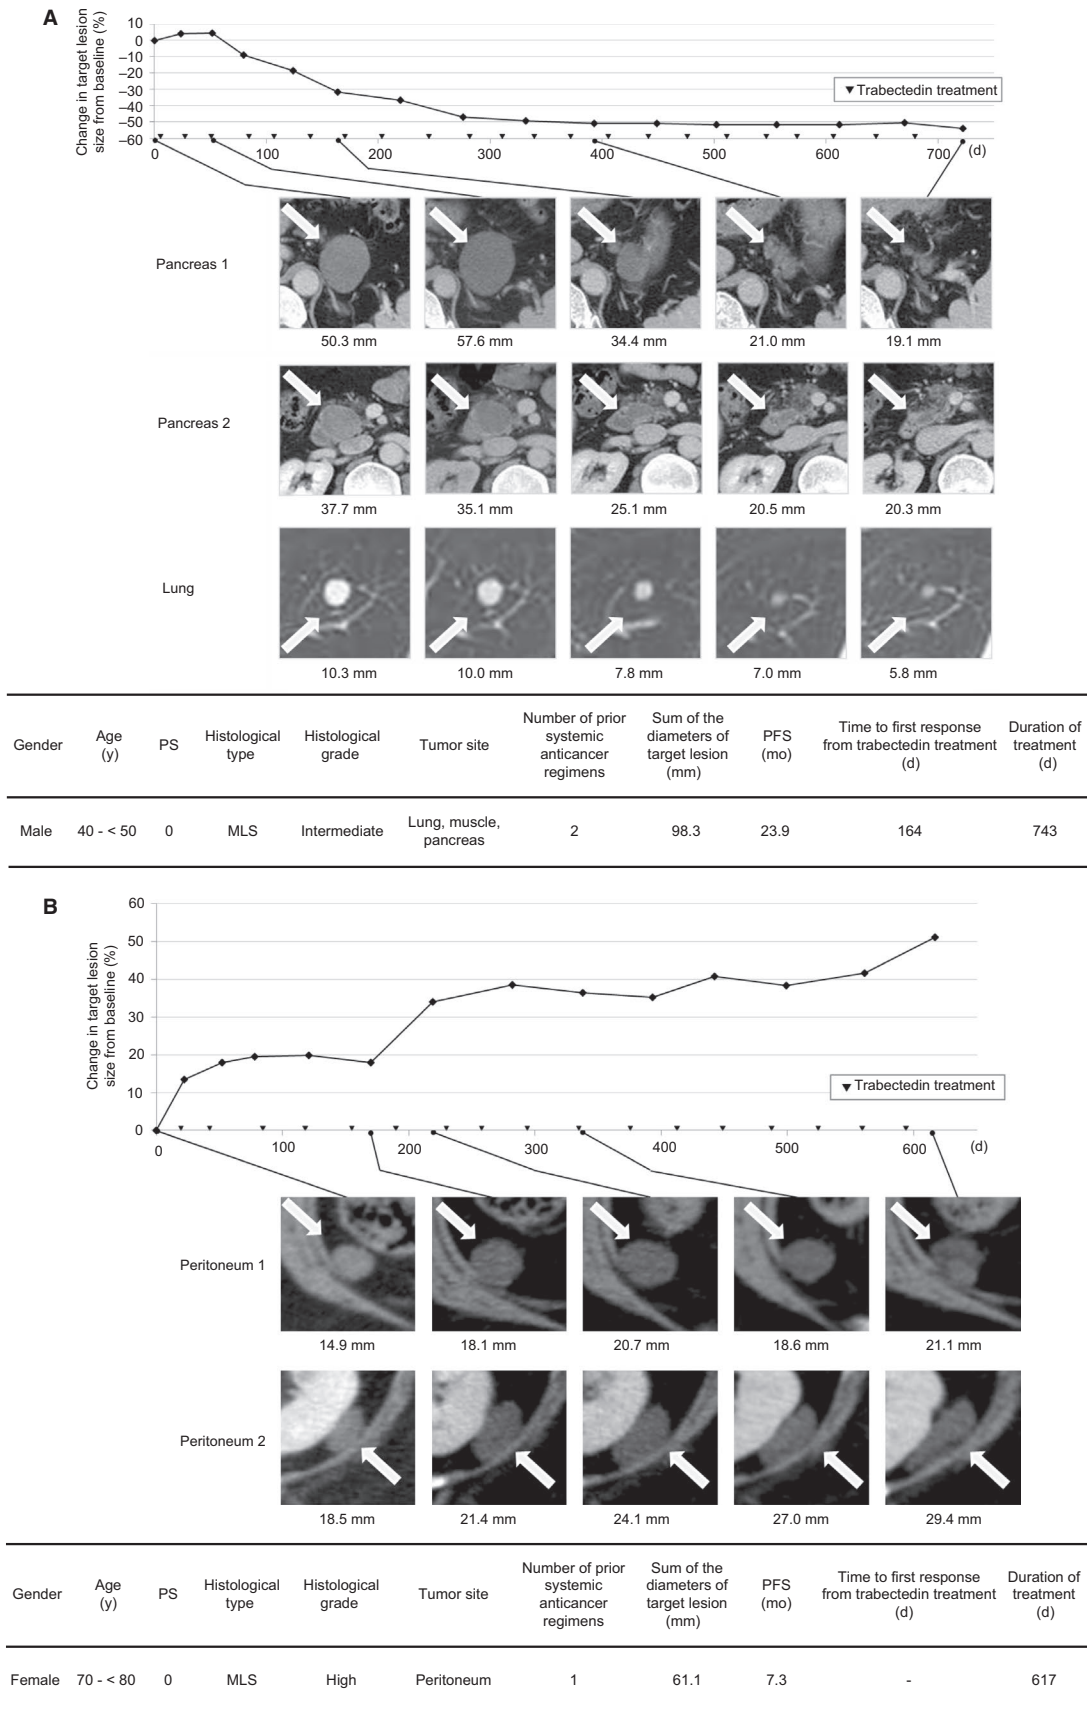 A
Change in target lesion
size from baseline (%)
10
0
–10
–20
–30
–40
–50
–60
▼Trabectedin treatment
0 100 200 300 400 500 600 700 (d)
Pancreas 1
50.3 mm 57.6 mm 34.4 mm 21.0 mm 19.1 mm
Pancreas 2
37.7 mm 35.1 mm 25.1 mm 20.5 mm 20.3 mm
Lung
10.3 mm 10.0 mm 7.8 mm 7.0 mm 5.8 mm
Gender Age (y) PS Histological type Histological grade Tumor site Number of prior systemic anticancer regimens Sum of the diameters of target lesion (mm) PFS (mo) Time to first response from trabectedin treatment (d) Duration of treatment (d)
Male 40 - < 50 0 MLS Intermediate Lung, muscle, pancreas 2 98.3 23.9 164 743
B
Change in target lesion
size from baseline (%)
60
50
40
30
20
10
0
▼Trabectedin treatment
0 100 200 300 400 500 600 (d)
Peritoneum 1
14.9 mm 18.1 mm 20.7 mm 18.6 mm 21.1 mm
Peritoneum 2
18.5 mm 21.4 mm 24.1 mm 27.0 mm 29.4 mm
Gender Age (y) PS Histological type Histological grade Tumor site Number of prior systemic anticancer regimens Sum of the diameters of target lesion (mm) PFS (mo) Time to first response from trabectedin treatment (d) Duration of treatment (d)
Female 70 - < 80 0 MLS High Peritoneum 1 61.1 7.3 - 617